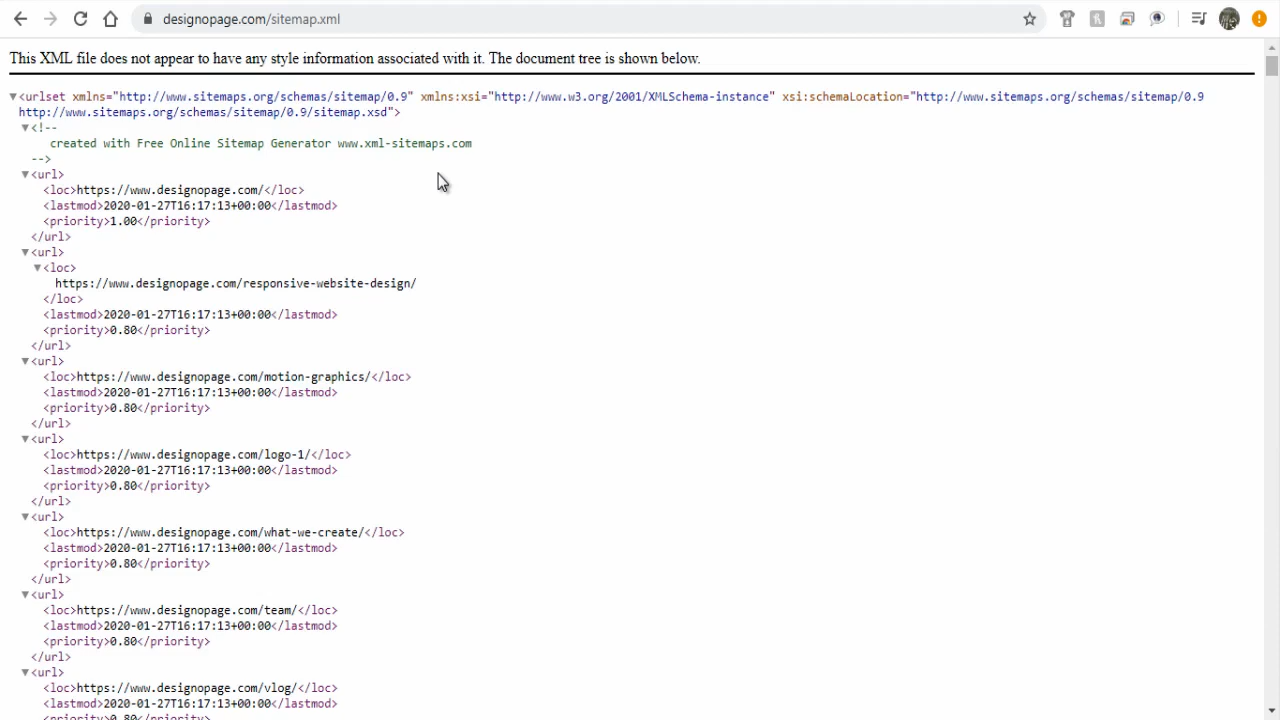 designopage.com/sitemap.xml
This XML file does not appear to have any style information associated with it. The document tree is shown below.
▼<urlset xmlns="http://www.sitemaps.org/schemas/sitemap/0.9" xmlns:xsi="http://www.w3.org/2001/XMLSchema-instance" xsi:schemaLocation="http://www.sitemaps.org/schemas/sitemap/0.9
http://www.sitemaps.org/schemas/sitemap/0.9/sitemap.xsd">
▼<!--
created with Free Online Sitemap Generator www.xml-sitemaps.com
-->
▼<url>
<loc>https://www.designopage.com/</loc>
<lastmod>2020-01-27T16:17:13+00:00</lastmod>
<priority>1.00</priority>
</url>
▼<url>
▼<loc>
https://www.designopage.com/responsive-website-design/
</loc>
<lastmod>2020-01-27T16:17:13+00:00</lastmod>
<priority>0.80</priority>
</url>
▼<url>
<loc>https://www.designopage.com/motion-graphics/</loc>
<lastmod>2020-01-27T16:17:13+00:00</lastmod>
<priority>0.80</priority>
</url>
▼<url>
<loc>https://www.designopage.com/logo-1/</loc>
<lastmod>2020-01-27T16:17:13+00:00</lastmod>
<priority>0.80</priority>
</url>
▼<url>
<loc>https://www.designopage.com/what-we-create/</loc>
<lastmod>2020-01-27T16:17:13+00:00</lastmod>
<priority>0.80</priority>
</url>
▼<url>
<loc>https://www.designopage.com/team/</loc>
<lastmod>2020-01-27T16:17:13+00:00</lastmod>
<priority>0.80</priority>
</url>
▼<url>
<loc>https://www.designopage.com/vlog/</loc>
<lastmod>2020-01-27T16:17:13+00:00</lastmod>
<priority>0.80</priority>